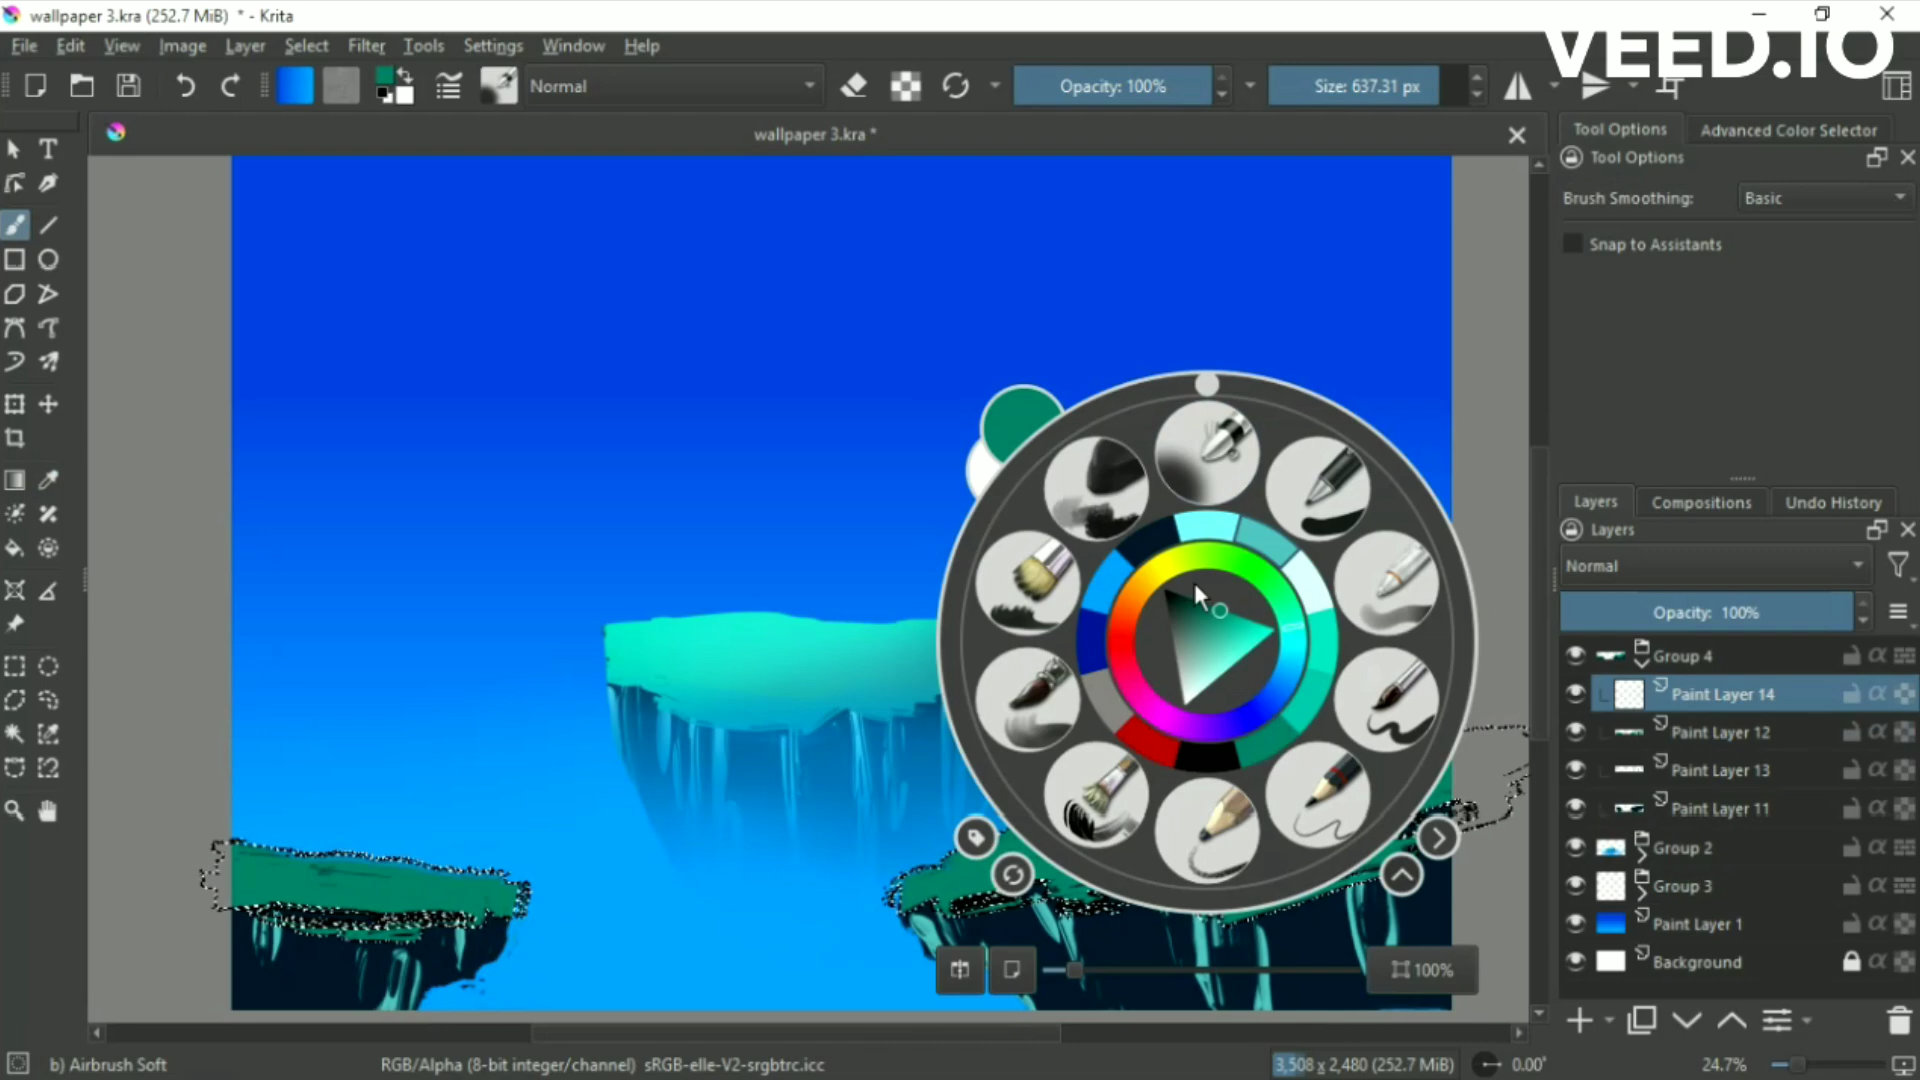 wallpaper 3.kra (252.7 MiB) * - Krita
VEED.IO
File Edit View Image Layer Select Filter Tools Settings Window Help
Normal
Opacity: 100%
Size: 637.31 px
wallpaper 3.kra *
Tool Options
Advanced Color Selector
Tool Options
Brush Smoothing:
Basic
Snap to Assistants
Layers
Compositions
Undo History
Layers
Normal
Opacity: 100%
Group 4
Paint Layer 14
Paint Layer 12
Paint Layer 13
Paint Layer 11
Group 2
Group 3
Paint Layer 1
Background
100%
b) Airbrush Soft
RGB/Alpha (8-bit integer/channel) sRGB-elle-V2-srgbtrc.icc
3,508 x 2,480 (252.7 MiB)
0.00°
24.7%